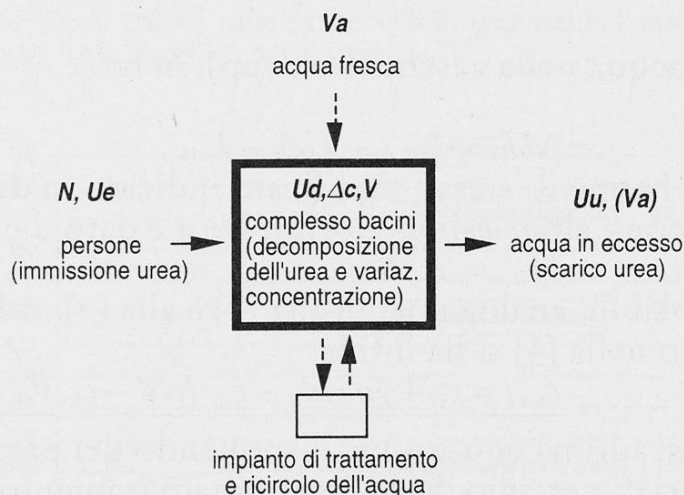 Va
acqua fresca
N, Ue
persone
(immissione urea)
Ud,Δc,V
complesso bacini
(decomposizione
dell'urea e variaz.
concentrazione)
Uu, (Va)
acqua in eccesso
(scarico urea)
impianto di trattamento
e ricircolo dell'acqua